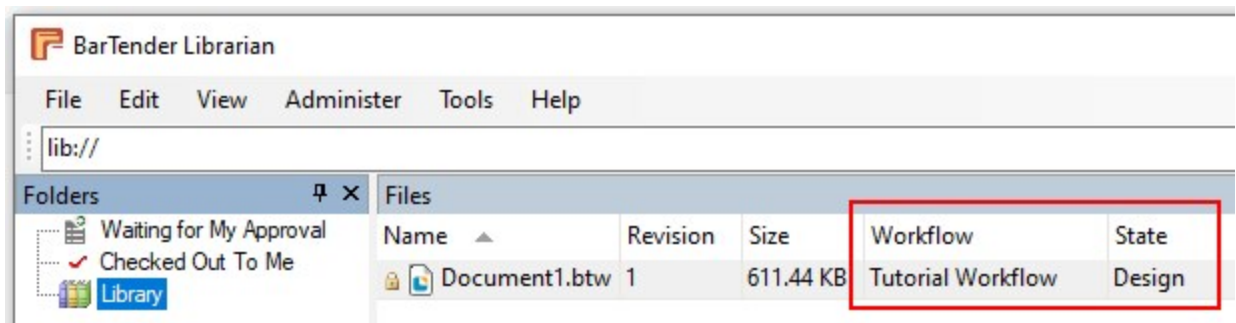 BarTender Librarian
File Edit View Administer Tools Help
lib://
Folders
Waiting for My Approval
Checked Out To Me
Library
Files
Name Revision Size Workflow State
Document1.btw 1 611.44 KB Tutorial Workflow Design